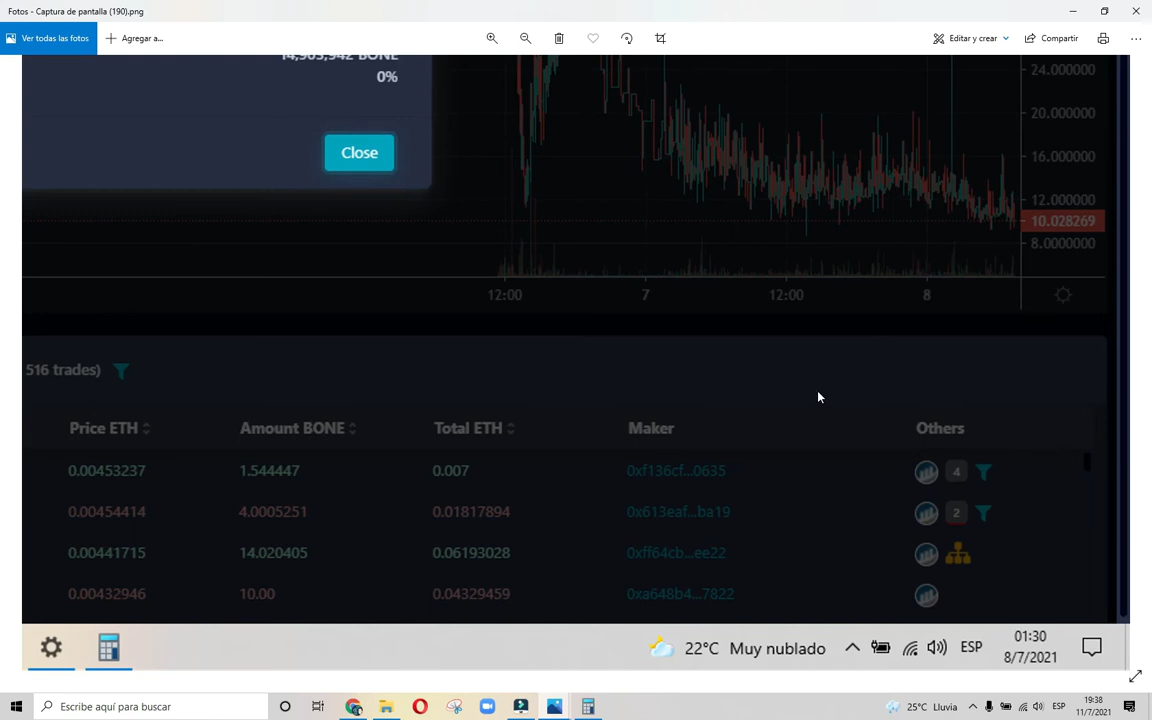 Fotos - Captura de pantalla (190).png
Ver todas las fotos
Agregar a...
Editar y crear
Compartir
14,905,942 BONE
0%
Close
24.000000
20.000000
16.000000
12.000000
10.028269
8.0000000
12:00 7 12:00 8
516 trades)
Price ETH Amount BONE Total ETH Maker Others
0.00453237 1.544447 0.007 0xf136cf...0635 4
0.00454414 4.0005251 0.01817894 0x613eaf...ba19 2
0.00441715 14.020405 0.06193028 0xff64cb...ee22
0.00432946 10.00 0.04329459 0xa648b4...7822
22°C Muy nublado ESP 01:30
8/7/2021
Escribe aquí para buscar
25°C Lluvia ESP 19:38
11/7/2021